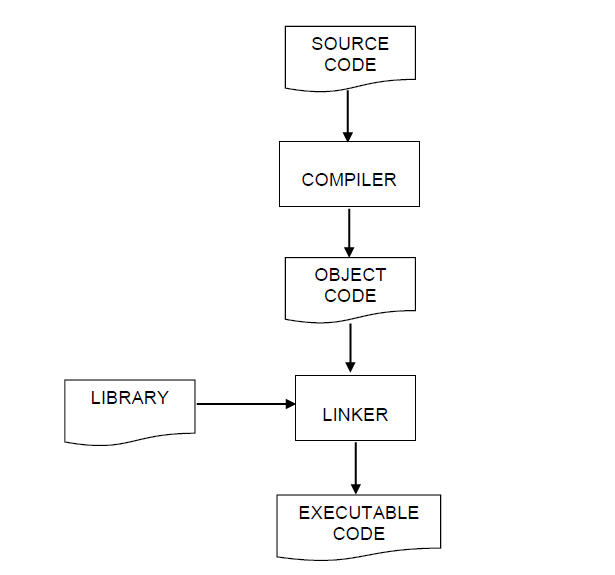 SOURCE
CODE
COMPILER
OBJECT
CODE
LIBRARY
LINKER
EXECUTABLE
CODE